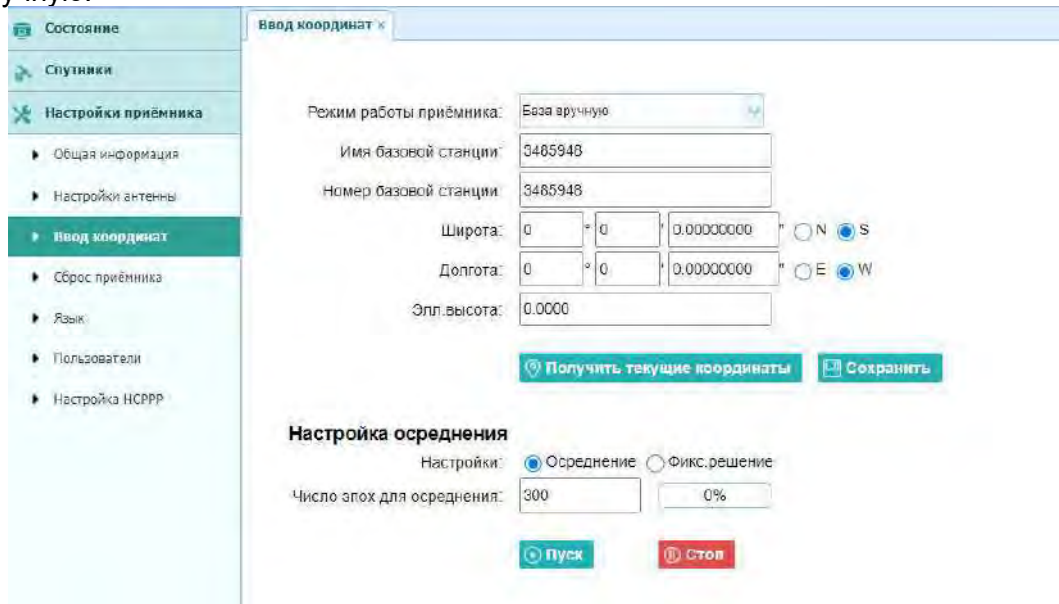 Состояние
Спутники
Настройки приёмника
Общая информация
Настройки антенны
Ввод координат
Сброс приёмника
Язык
Пользователи
Настройка HCPPP
Ввод координат ×
Режим работы приёмника: База вручную
Имя базовой станции: 3485948
Номер базовой станции: 3485948
Широта: 0 ° 0 ' 0.00000000 " N S
Долгота: 0 ° 0 ' 0.00000000 " E W
Элл.высота: 0.0000
Получить текущие координаты Сохранить
Настройка осреднения
Настройки: Осреднение Фикс.решение
Число эпох для осреднения: 300 0%
Пуск Стоп